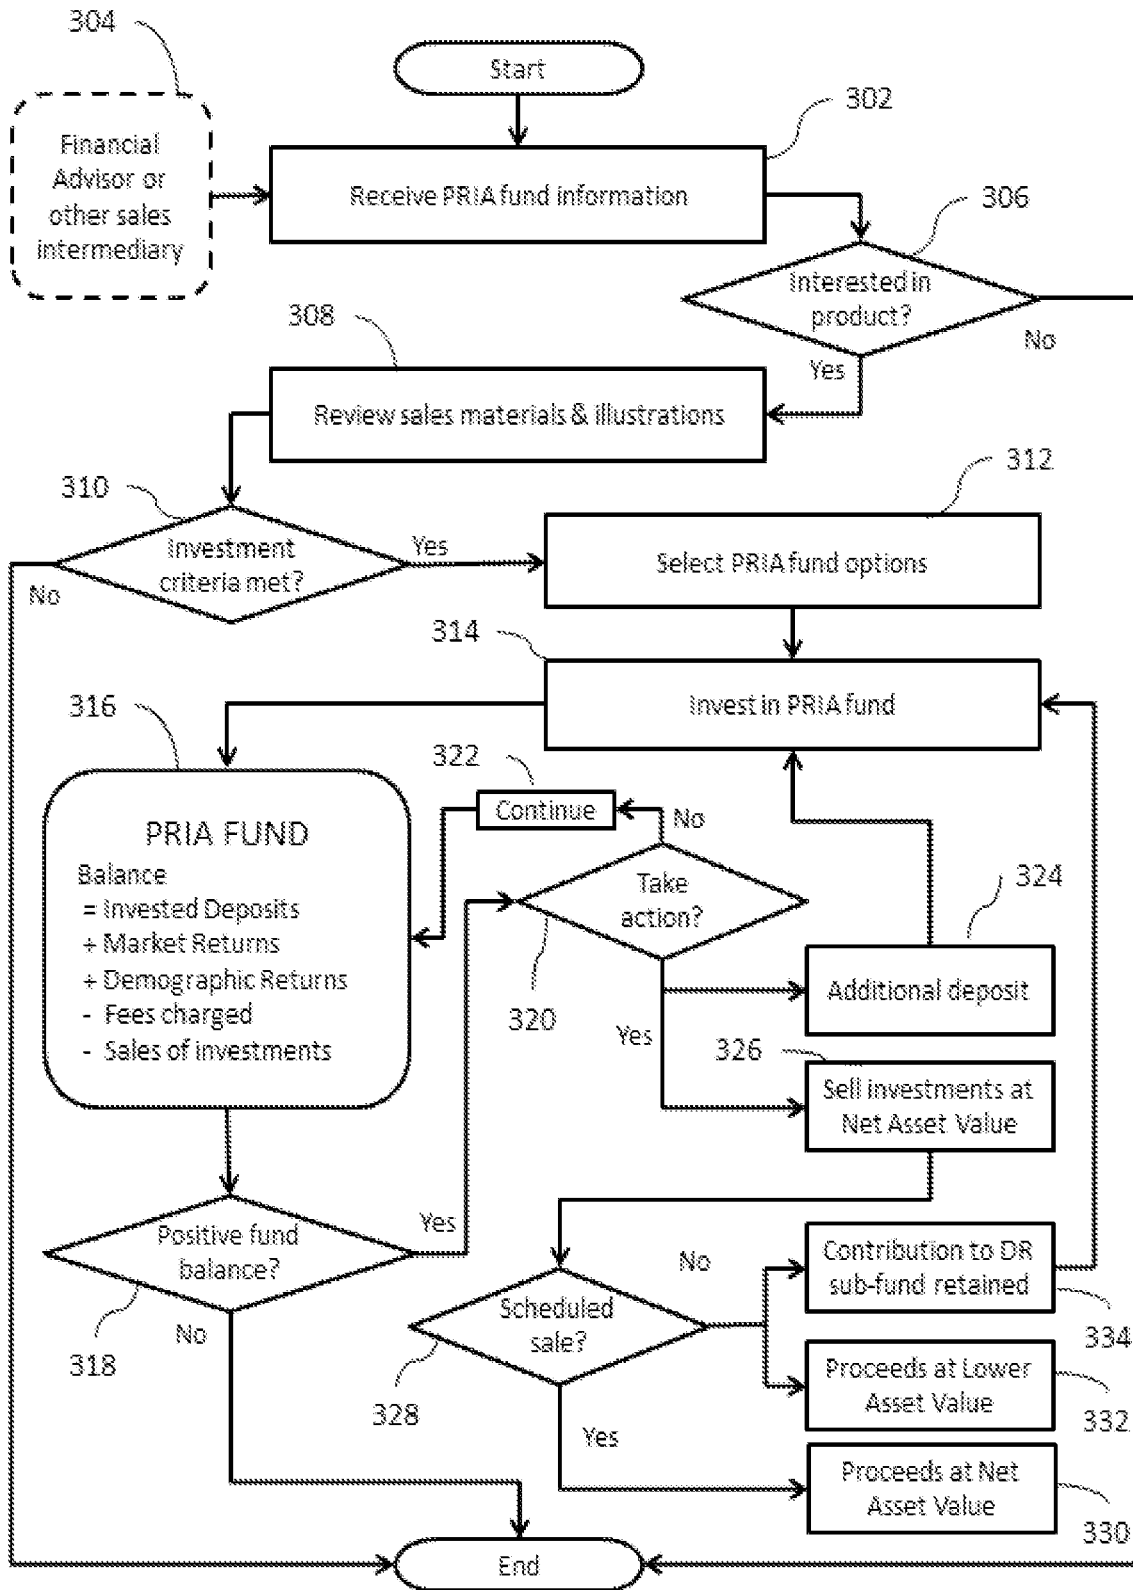 304
Start
302
Financial
Advisor or
other sales
intermediary
Receive PRIA fund information
306
Interested in
product?
No
Yes
308
Review sales materials & illustrations
310
312
Investment
criteria met?
Yes
No
Select PRIA fund options
314
Invest in PRIA fund
316
322
Continue
No
PRIA FUND
Balance
= Invested Deposits
+ Market Returns
+ Demographic Returns
- Fees charged
- Sales of investments
Take
action?
324
320
Additional deposit
Yes
326
Sell investments at
Net Asset Value
Positive fund
balance?
Yes
No
318
Scheduled
sale?
No
328
Yes
Contribution to DR
sub-fund retained
334
Proceeds at Lower
Asset Value
332
Proceeds at Net
Asset Value
330
End